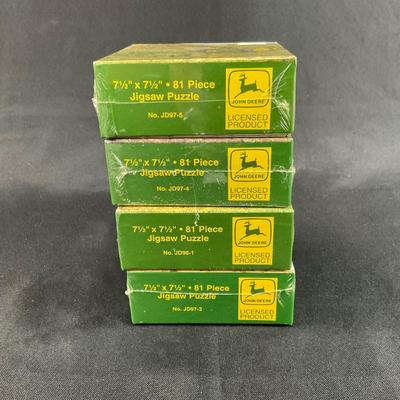 7½" x 7½" • 81 Piece
Jigsaw Puzzle
No. JD97-5
JOHN DEERE
LICENSED
PRODUCT
7½" x 7½" • 81 Piece
Jigsaw Puzzle
No. JD97-4
JOHN DEERE
LICENSED
PRODUCT
7½" x 7½" • 81 Piece
Jigsaw Puzzle
No. JD96-1
JOHN DEERE
LICENSED
PRODUCT
7½" x 7½" • 81 Piece
Jigsaw Puzzle
No. JD97-3
JOHN DEERE
LICENSED
PRODUCT